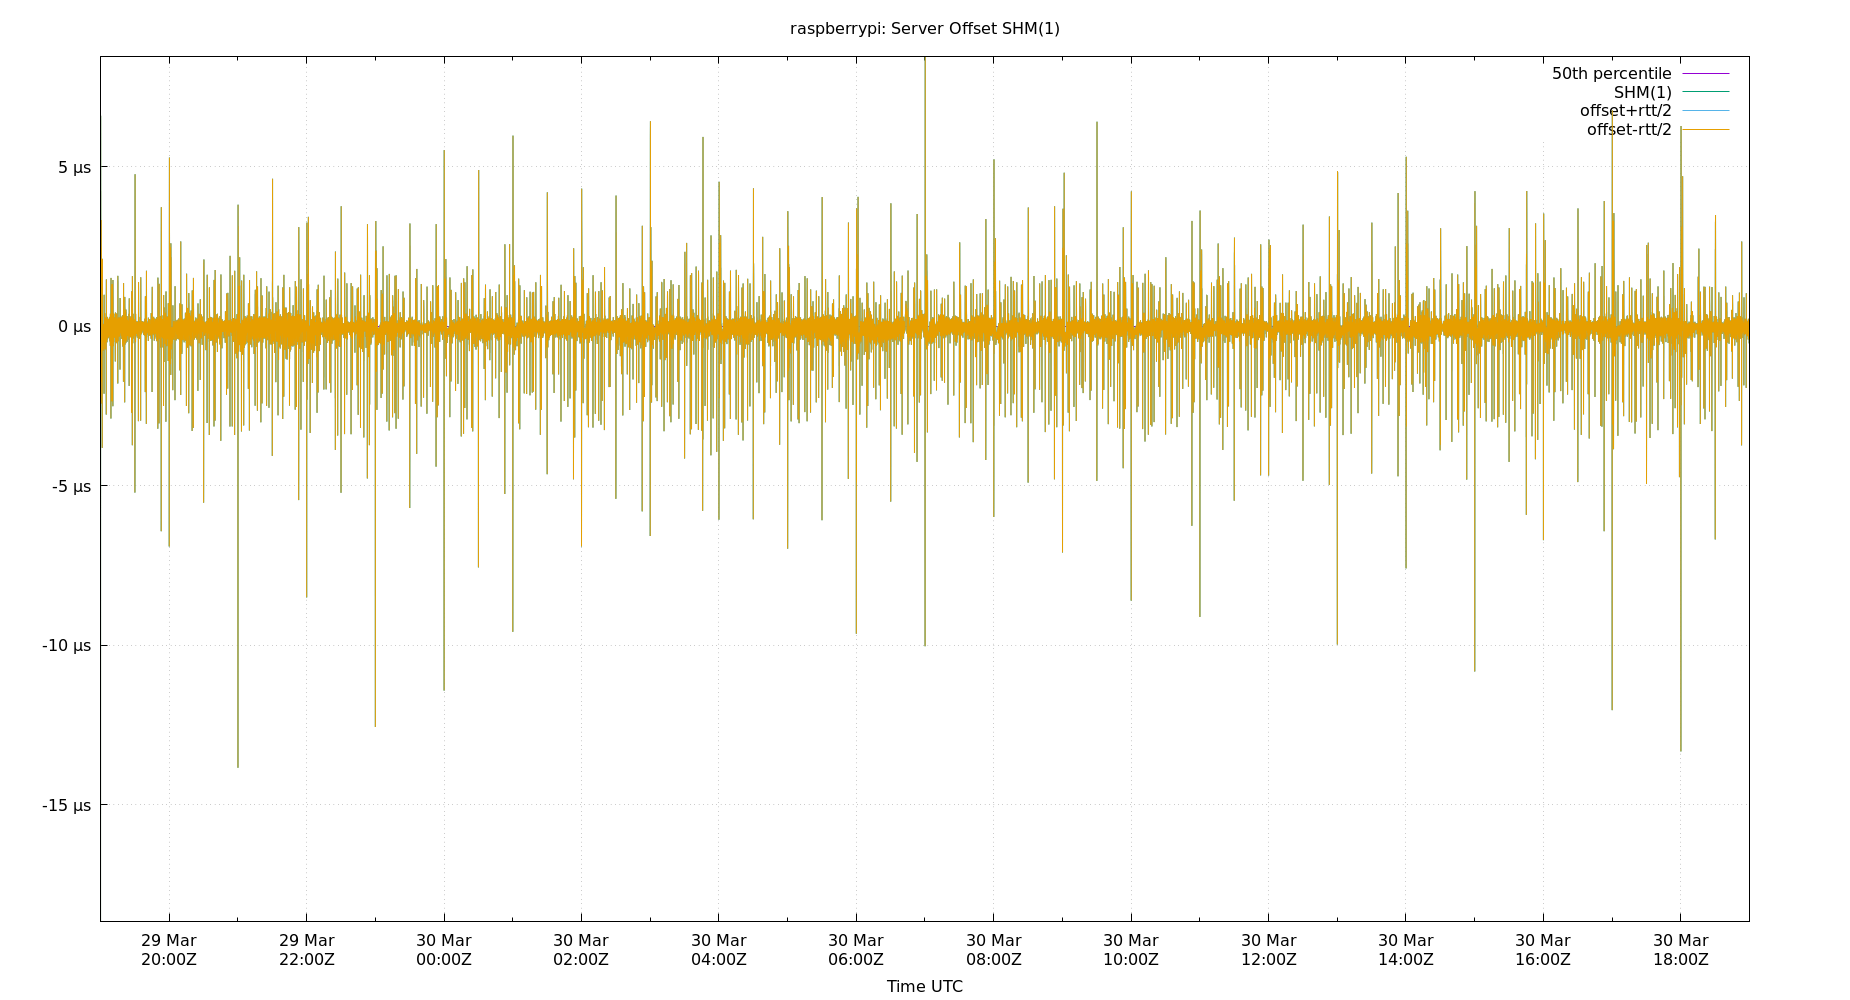 raspberrypi: Server Offset SHM(1)
50th percentile
SHM(1)
offset+rtt/2
offset-rtt/2
5 µs
0 µs
-5 µs
-10 µs
-15 µs
29 Mar 29 Mar 30 Mar 30 Mar 30 Mar 30 Mar 30 Mar 30 Mar 30 Mar 30 Mar 30 Mar 30 Mar
20:00Z 22:00Z 00:00Z 02:00Z 04:00Z 06:00Z 08:00Z 10:00Z 12:00Z 14:00Z 16:00Z 18:00Z
Time UTC